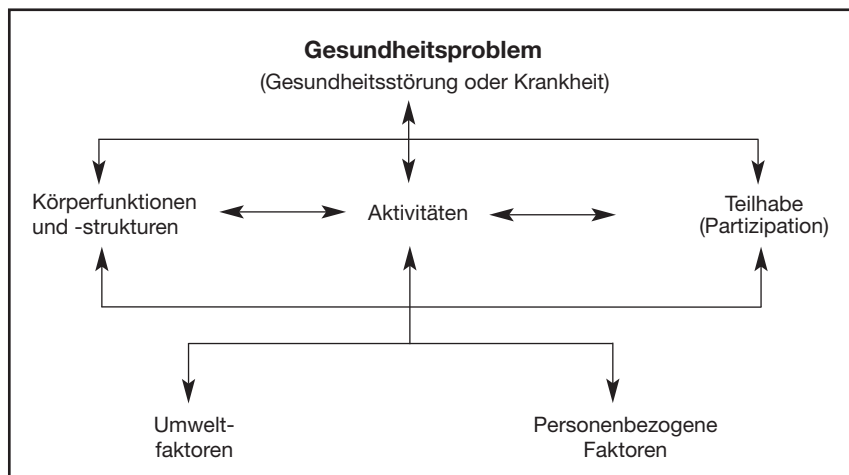 Gesundheitsproblem
(Gesundheitsstörung oder Krankheit)
Körperfunktionen
und -strukturen
Aktivitäten
Teilhabe
(Partizipation)
Umwelt-
faktoren
Personenbezogene
Faktoren